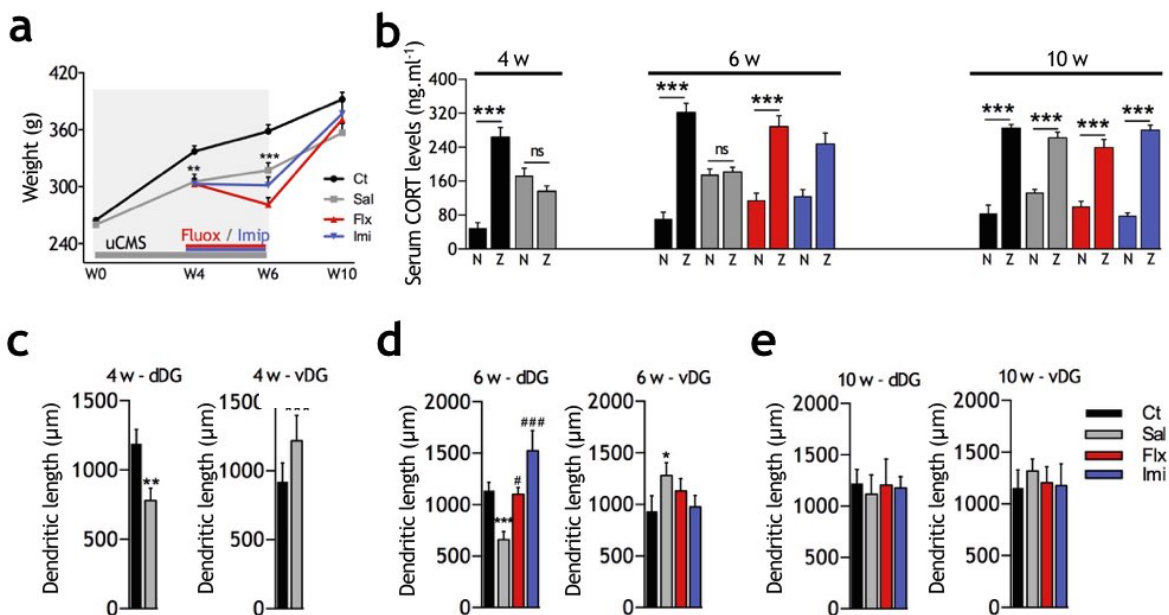 a
Weight (g)
420
360
300
240
**
***
Ct
Sal
Flx
Imi
uCMS
Fluox / Imip
W0 W4 W6 W10
b
Serum CORT levels (ng.ml-1)
4 w
6 w
10 w
400
320
240
160
80
0
***
ns
***
ns
***
***
***
***
***
N Z N Z
N Z N Z N Z N Z
N Z N Z N Z N Z
c
4 w - dDG
Dendritic length (µm)
1500
1000
500
0
**
4 w - vDG
Dendritic length (µm)
1500
1000
500
0
d
6 w - dDG
Dendritic length (µm)
2000
1500
1000
500
0
***
#
###
6 w - vDG
Dendritic length (µm)
2000
1500
1000
500
0
*
e
10 w - dDG
Dendritic length (µm)
2000
1500
1000
500
0
10 w - vDG
Dendritic length (µm)
2000
1500
1000
500
0
Ct
Sal
Flx
Imi